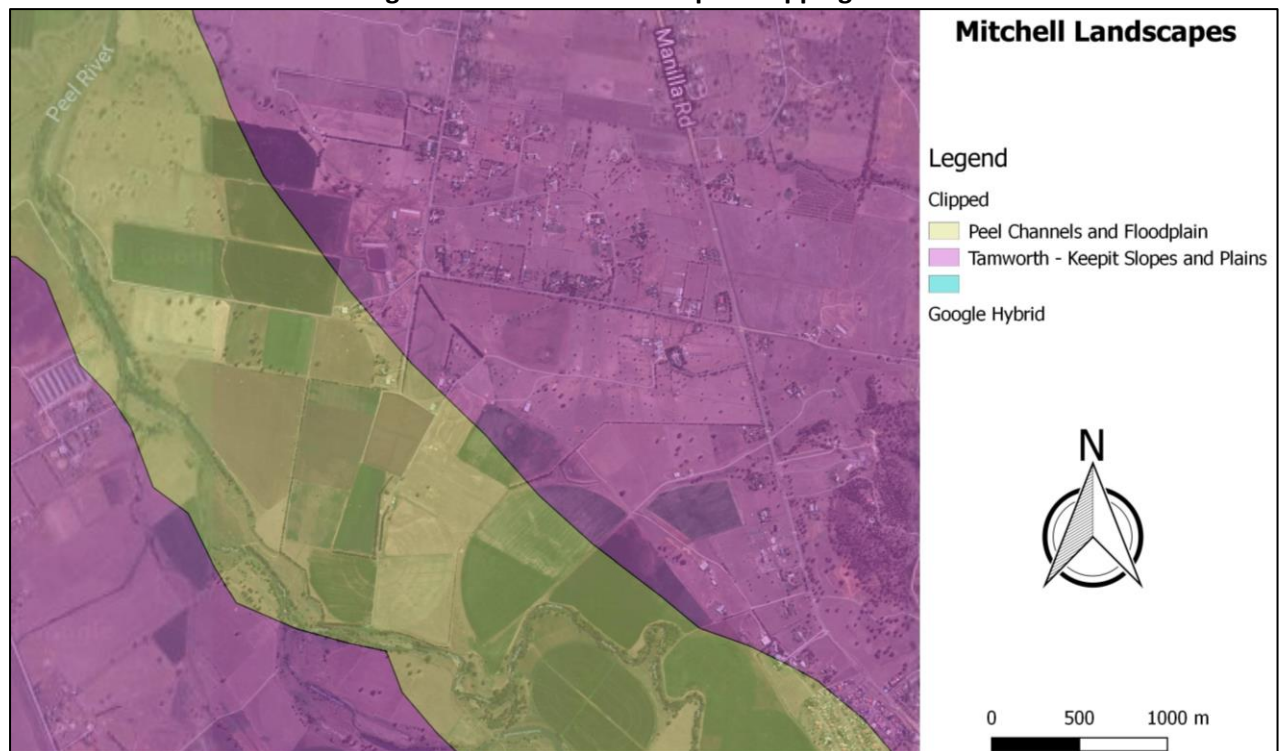 Mitchell Landscapes
Peel River
Manilla Rd
Legend
Clipped
Peel Channels and Floodplain
Tamworth - Keepit Slopes and Plains
Google Hybrid
N
0 500 1000 m